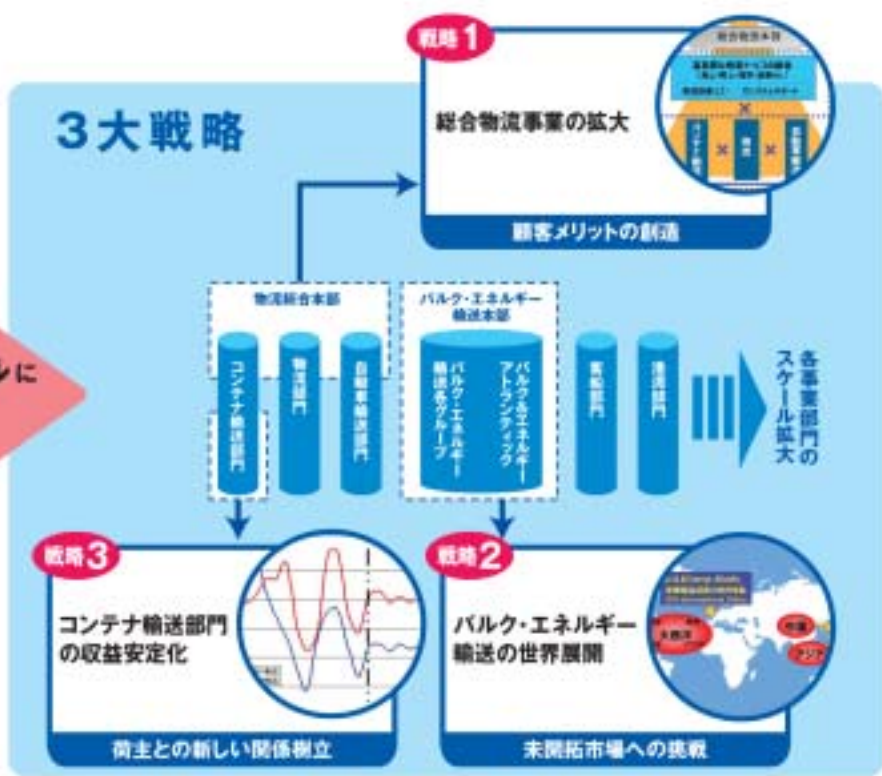 3大戦略
戦略1
総合物流事業の拡大
顧客メリットの創造
物流総合本部
バルク・エネルギー
輸送本部
コンテナ輸送部門
物流部門
自動車輸送部門
バルク・エネルギー
輸送各グループ
バルク&エネルギー
アトランティック
客船部門
港湾部門
各事業部門の
スケール拡大
ルに
戦略3
コンテナ輸送部門
の収益安定化
荷主との新しい関係樹立
戦略2
バルク・エネルギー
輸送の世界展開
大西洋
中国
アジア
未開拓市場への挑戦